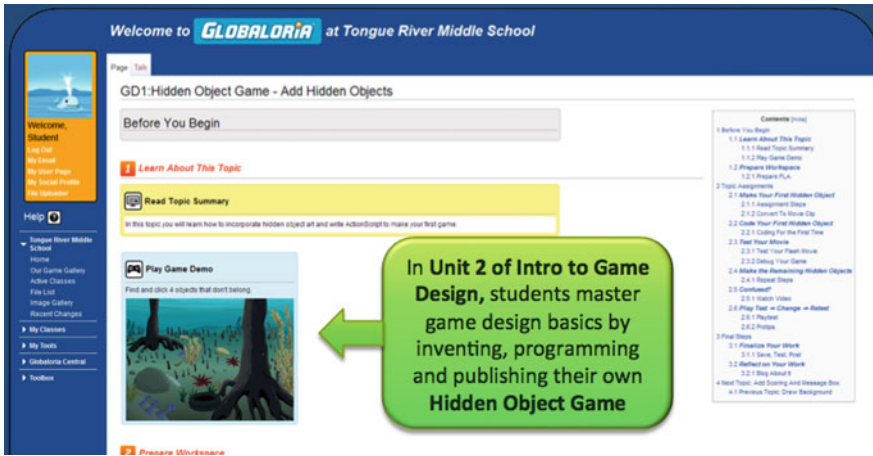 Welcome to GLOBALORIA at Tongue River Middle School
Page Talk
GD1:Hidden Object Game - Add Hidden Objects
Before You Begin
1 Learn About This Topic
Read Topic Summary
In this topic you will learn how to incorporate hidden object art and write ActionScript to make your first game.
Play Game Demo
Find and click 4 objects that don't belong.
2 Prepare Workspace
Welcome,
Student
Log Out
My Email
My User Page
My Social Profile
File Uploader
Help ?
Tongue River Middle
School
Home
Our Game Gallery
Active Classes
File List
Image Gallery
Recent Changes
My Classes
My Tools
Globaloria Central
Toolbox
In Unit 2 of Intro to Game
Design, students master
game design basics by
inventing, programming
and publishing their own
Hidden Object Game
Contents [hide]
1 Before You Begin
1.1 Learn About This Topic
1.1.1 Read Topic Summary
1.1.2 Play Game Demo
1.2 Prepare Workspace
1.2.1 Prepare FLA
2 Topic Assignments
2.1 Make Your First Hidden Object
2.1.1 Assignment Steps
2.1.2 Convert To Movie Clip
2.2 Code Your First Hidden Object
2.2.1 Coding For the First Time
2.3 Test Your Movie
2.3.1 Test Your Flash Movie
2.3.2 Debug Your Game
2.4 Make the Remaining Hidden Objects
2.4.1 Repeat Steps
2.5 Confused?
2.5.1 Watch Video
2.6 Play Test → Change → Retest
2.6.1 Playtest
2.6.2 Protips
3 Final Steps
3.1 Finalize Your Work
3.1.1 Save, Test, Post
3.2 Reflect on Your Work
3.2.1 Blog About It
4 Next Topic: Add Scoring And Message Box
4.1 Previous Topic: Draw Background